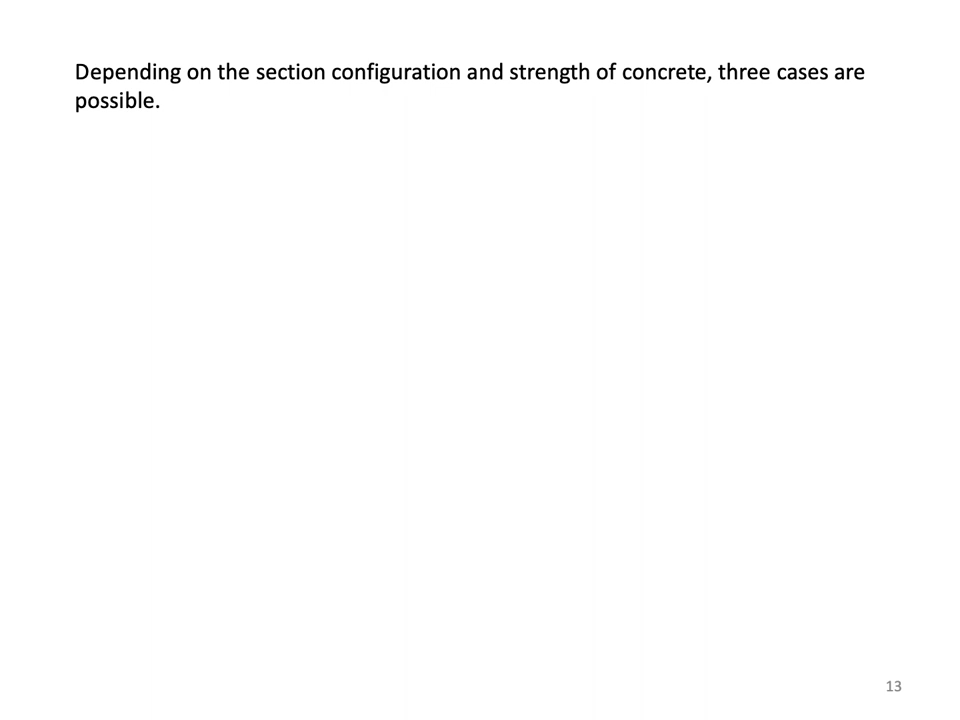 Depending on the section configuration and strength of concrete, three cases are
possible.
13